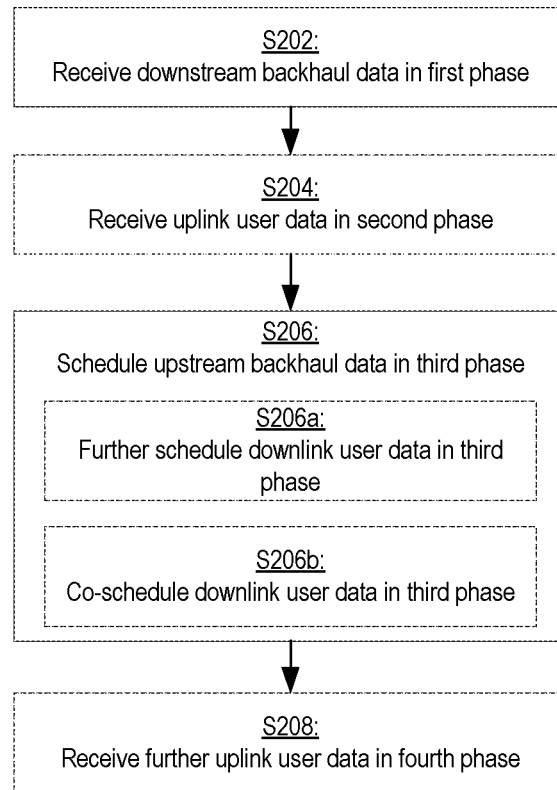 S202:
Receive downstream backhaul data in first phase
S204:
Receive uplink user data in second phase
S206:
Schedule upstream backhaul data in third phase
S206a:
Further schedule downlink user data in third
phase
S206b:
Co-schedule downlink user data in third phase
S208:
Receive further uplink user data in fourth phase